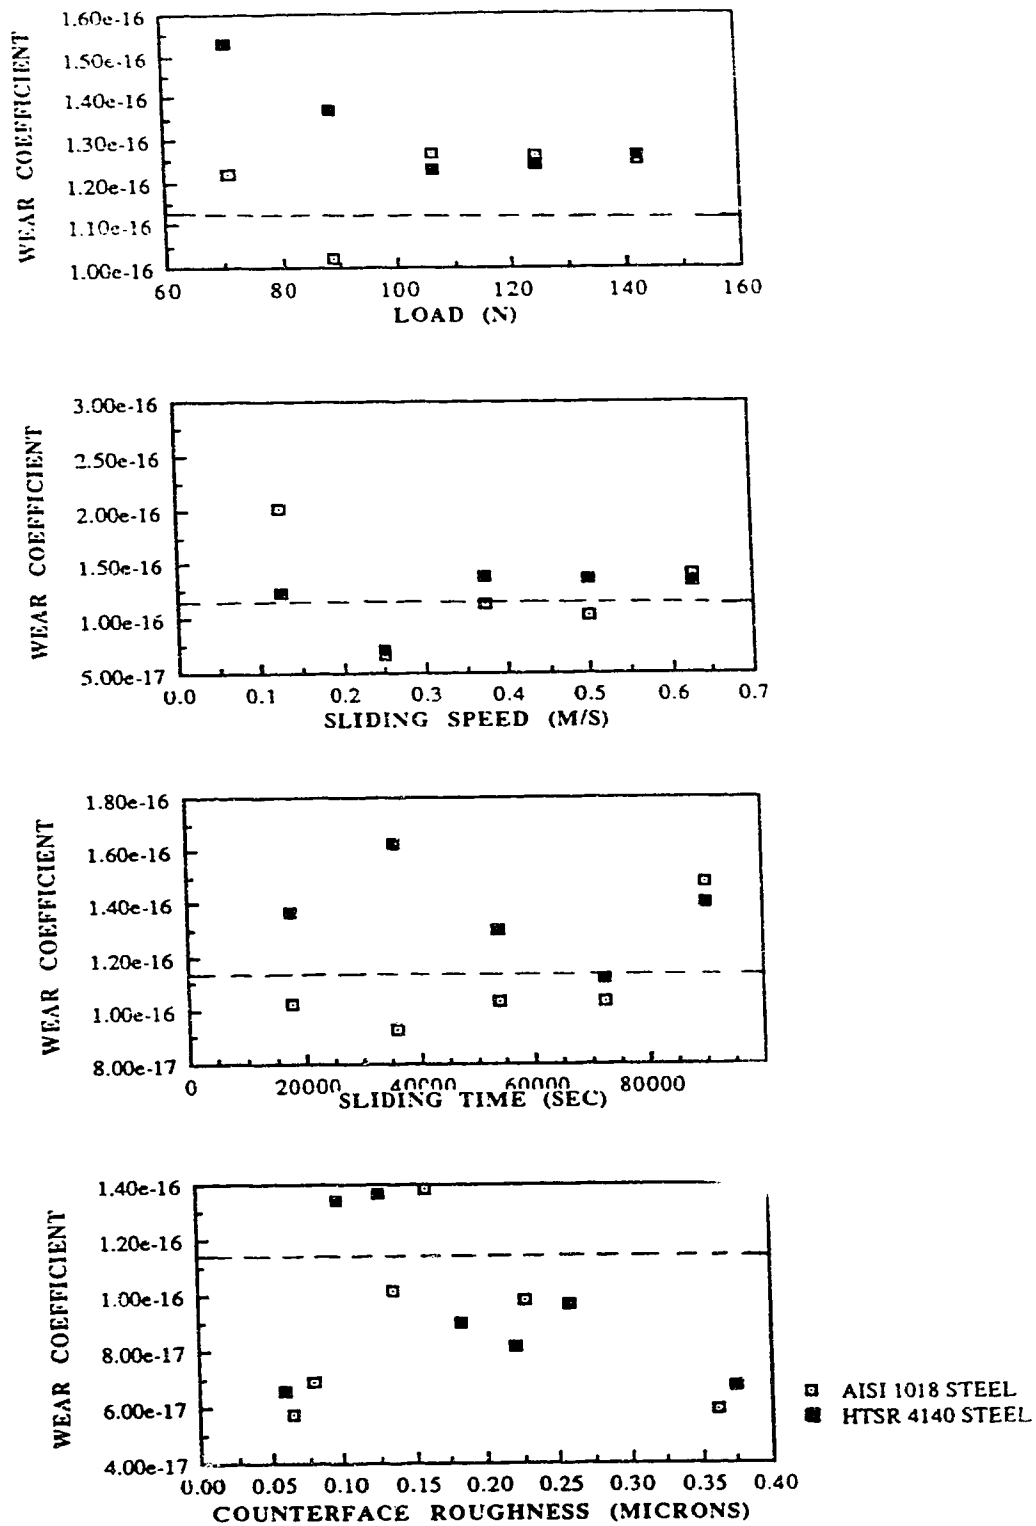 1.60e-16
1.50e-16
1.40e-16
1.30e-16
1.20e-16
1.10e-16
1.00e-16
WEAR COEFFICIENT
60 80 100 120 140 160
LOAD (N)
3.00e-16
2.50e-16
2.00e-16
1.50e-16
1.00e-16
5.00e-17
WEAR COEFFICIENT
0.0 0.1 0.2 0.3 0.4 0.5 0.6 0.7
SLIDING SPEED (M/S)
1.80e-16
1.60e-16
1.40e-16
1.20e-16
1.00e-16
8.00e-17
WEAR COEFFICIENT
0 20000 40000 60000 80000
SLIDING TIME (SEC)
1.40e-16
1.20e-16
1.00e-16
8.00e-17
6.00e-17
4.00e-17
WEAR COEFFICIENT
0.00 0.05 0.10 0.15 0.20 0.25 0.30 0.35 0.40
COUNTERFACE ROUGHNESS (MICRONS)
AISI 1018 STEEL
HTSR 4140 STEEL